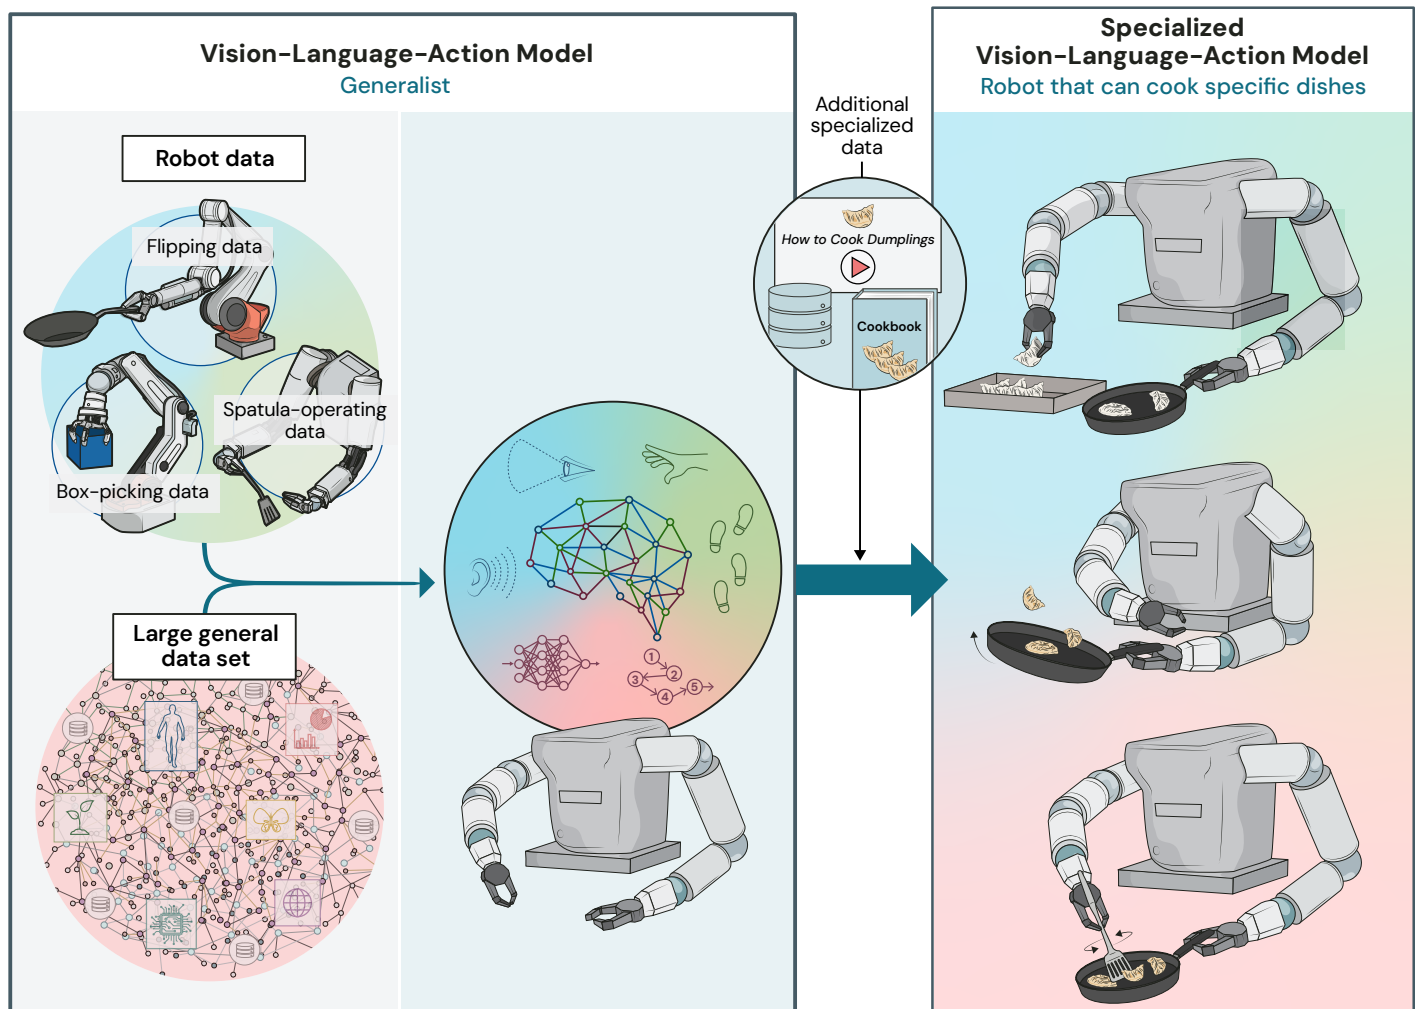 Vision-Language-Action Model
Generalist
Robot data
Flipping data
Spatula-operating
data
Box-picking data
Large general
data set
1
2
3
4
5
Additional
specialized
data
How to Cook Dumplings
Cookbook
Specialized
Vision-Language-Action Model
Robot that can cook specific dishes